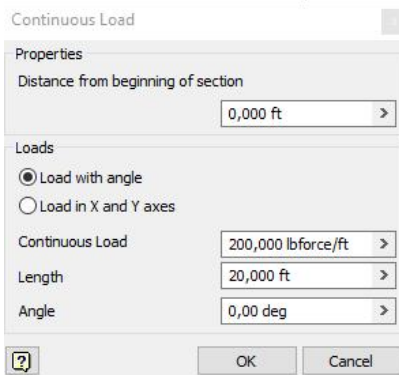 Continuous Load
Properties
Distance from beginning of section
0,000 ft
Loads
Load with angle
Load in X and Y axes
Continuous Load 200,000 lbforce/ft
Length 20,000 ft
Angle 0,00 deg
? OK Cancel